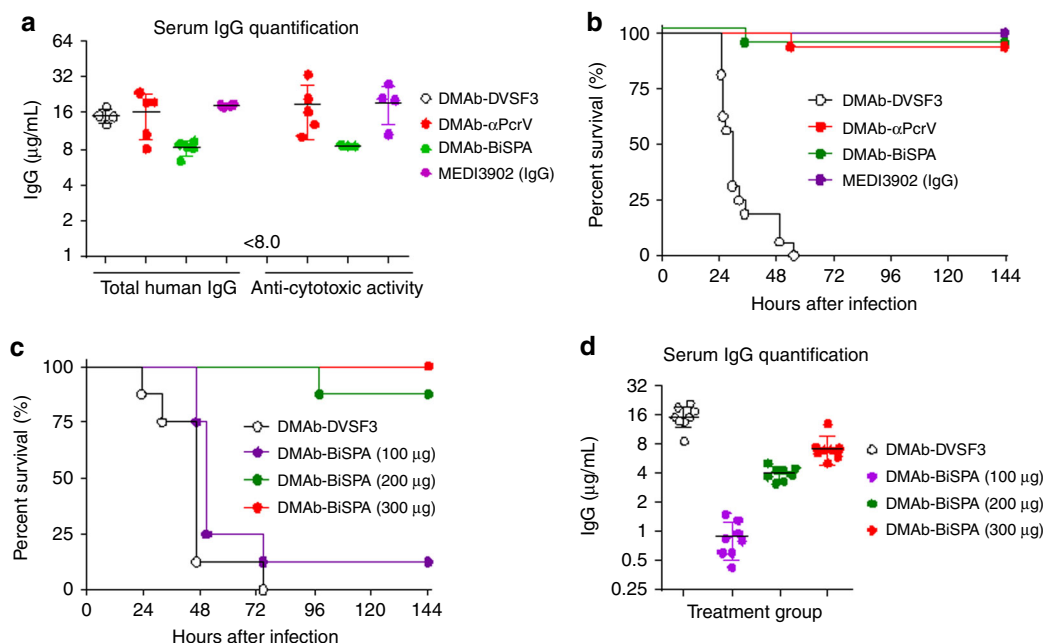 a
Serum IgG quantification
64
32
16
8
4
2
1
IgG (µg/mL)
<8.0
Total human IgG
Anti-cytotoxic activity
DMAb-DVSF3
DMAb-αPcrV
DMAb-BiSPA
MEDI3902 (IgG)
b
100
75
50
25
0
Percent survival (%)
0 24 48 72 96 120 144
Hours after infection
DMAb-DVSF3
DMAb-αPcrV
DMAb-BiSPA
MEDI3902 (IgG)
c
100
75
50
25
0
Percent survival (%)
0 24 48 72 96 120 144
Hours after infection
DMAb-DVSF3
DMAb-BiSPA (100 µg)
DMAb-BiSPA (200 µg)
DMAb-BiSPA (300 µg)
d
Serum IgG quantification
32
16
8
4
2
1
0.5
0.25
IgG (µg/mL)
Treatment group
DMAb-DVSF3
DMAb-BiSPA (100 µg)
DMAb-BiSPA (200 µg)
DMAb-BiSPA (300 µg)